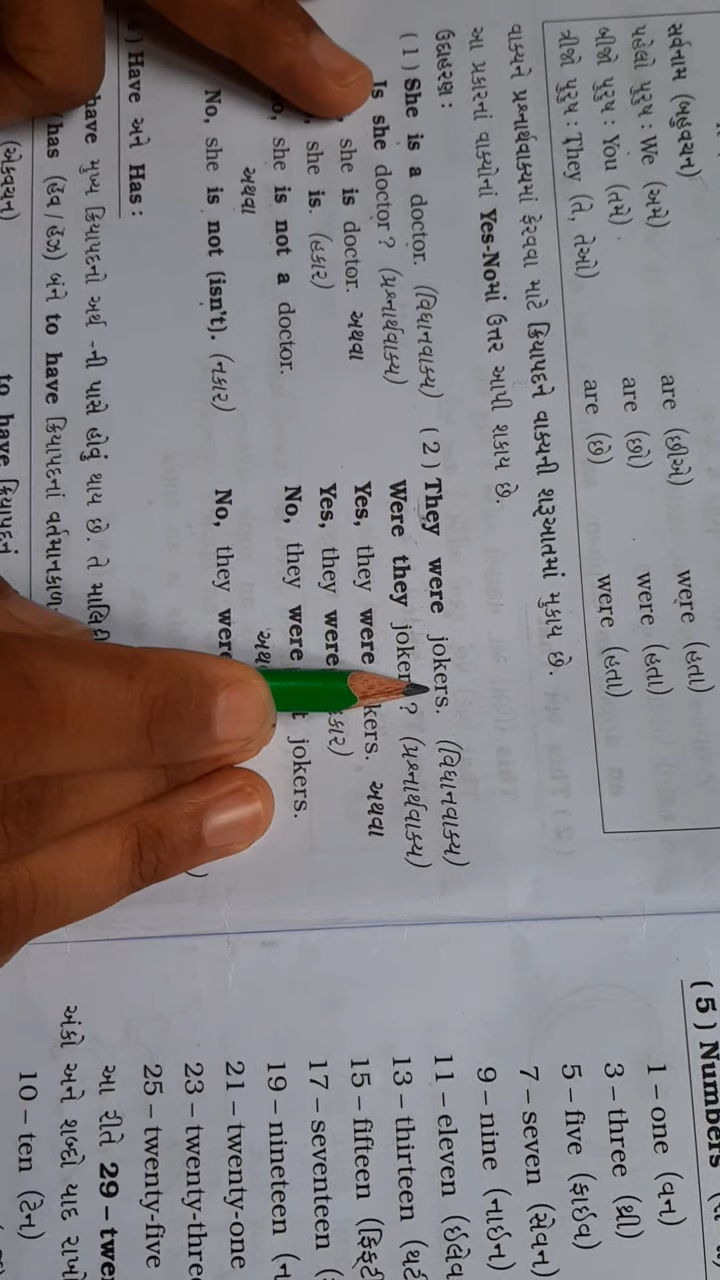 સર્વનામ (બહુવચન)
પહેલો પુરુષ : We (અમે) are (છીએ) were (હતા)
બીજો પુરુષ : You (તમે) are (છો) were (હતા)
ત્રીજો પુરુષ : They (તે, તેઓ) are (છે) were (હતા)
વાક્યને પ્રશ્નાર્થવાક્યમાં ફેરવવા માટે ક્રિયાપદને વાક્યની શરૂઆતમાં મુકાય છે.
આ પ્રકારનાં વાક્યોનાં Yes-Noમાં ઉત્તર આપી શકાય છે.
ઉદાહરણ :
(1) She is a doctor. (વિધાનવાક્ય) (2) They were jokers. (વિધાનવાક્ય)
Is she doctor? (પ્રશ્નાર્થવાક્ય) Were they joker ? (પ્રશ્નાર્થવાક્ય)
she is doctor. અથવા Yes, they were kers. અથવા
she is. (હકાર) Yes, they were
she is not a doctor. No, they were jokers.
અથવા
No, she is not (isn't). (નકાર) No, they were
) Have અને Has :
have મુખ્ય ક્રિયાપદનો અર્થ -ની પાસે હોવું થાય છે. તે
has (હેવ/હેઝ) બંને to have ક્રિયાપદનાં વર્તમાનકાળ
(એકવચન) to have ક્રિયાપદનું
(5) Numbers
1 – one (વન)
3 – three (થ્રી)
5 – five (ફાઇવ)
7 – seven (સેવન)
9 – nine (નાઇન)
11 – eleven
13 – thirteen
15 – fifteen
17 – seventeen
19 – nineteen
21 – twenty-one
23 – twenty-three
25 – twenty-five
આ રીતે 29 –
અંકો અને શબ્દો યાદ રાખો
10 – ten (ટેન)